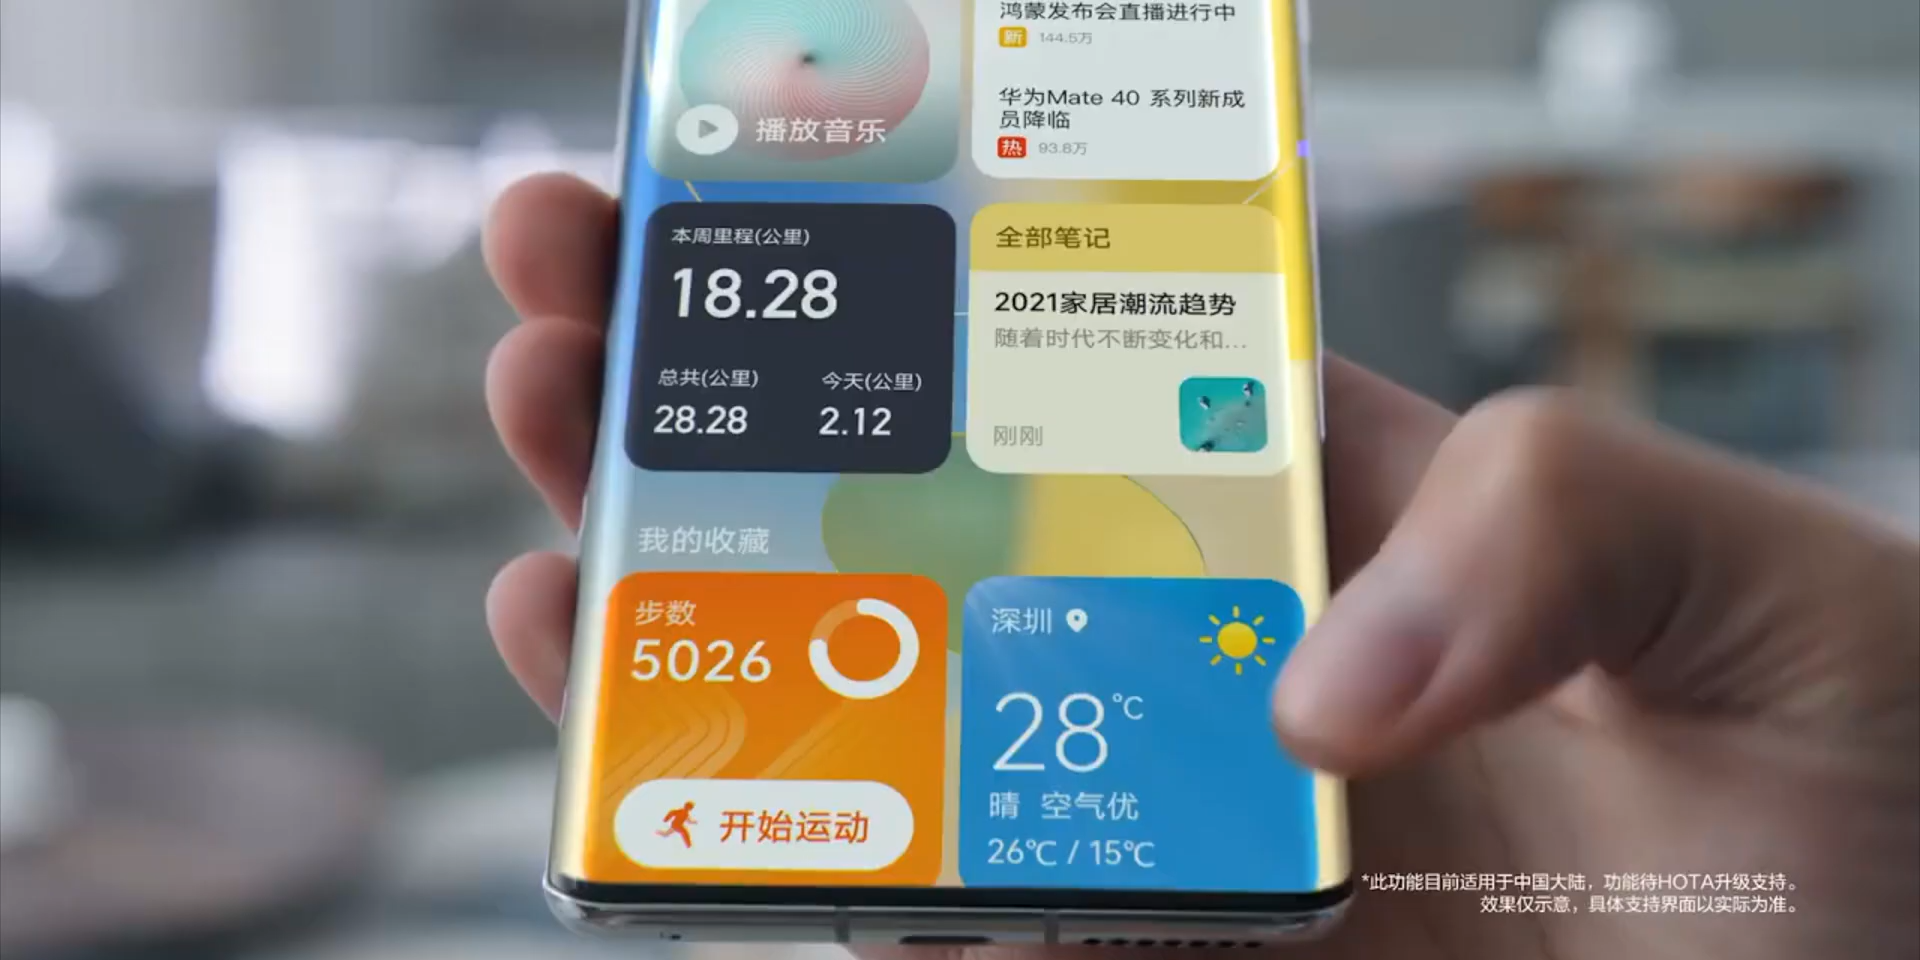 鸿蒙发布会直播进行中
新 144.5万
华为Mate 40 系列新成
员降临
热 93.8万
播放音乐
本周里程(公里)
18.28
总共(公里) 今天(公里)
28.28 2.12
全部笔记
2021家居潮流趋势
随着时代不断变化和...
刚刚
我的收藏
步数
5026
开始运动
深圳
28℃
晴 空气优
26℃ / 15℃
*此功能目前适用于中国大陆，功能待HOTA升级支持。
效果仅示意，具体支持界面以实际为准。